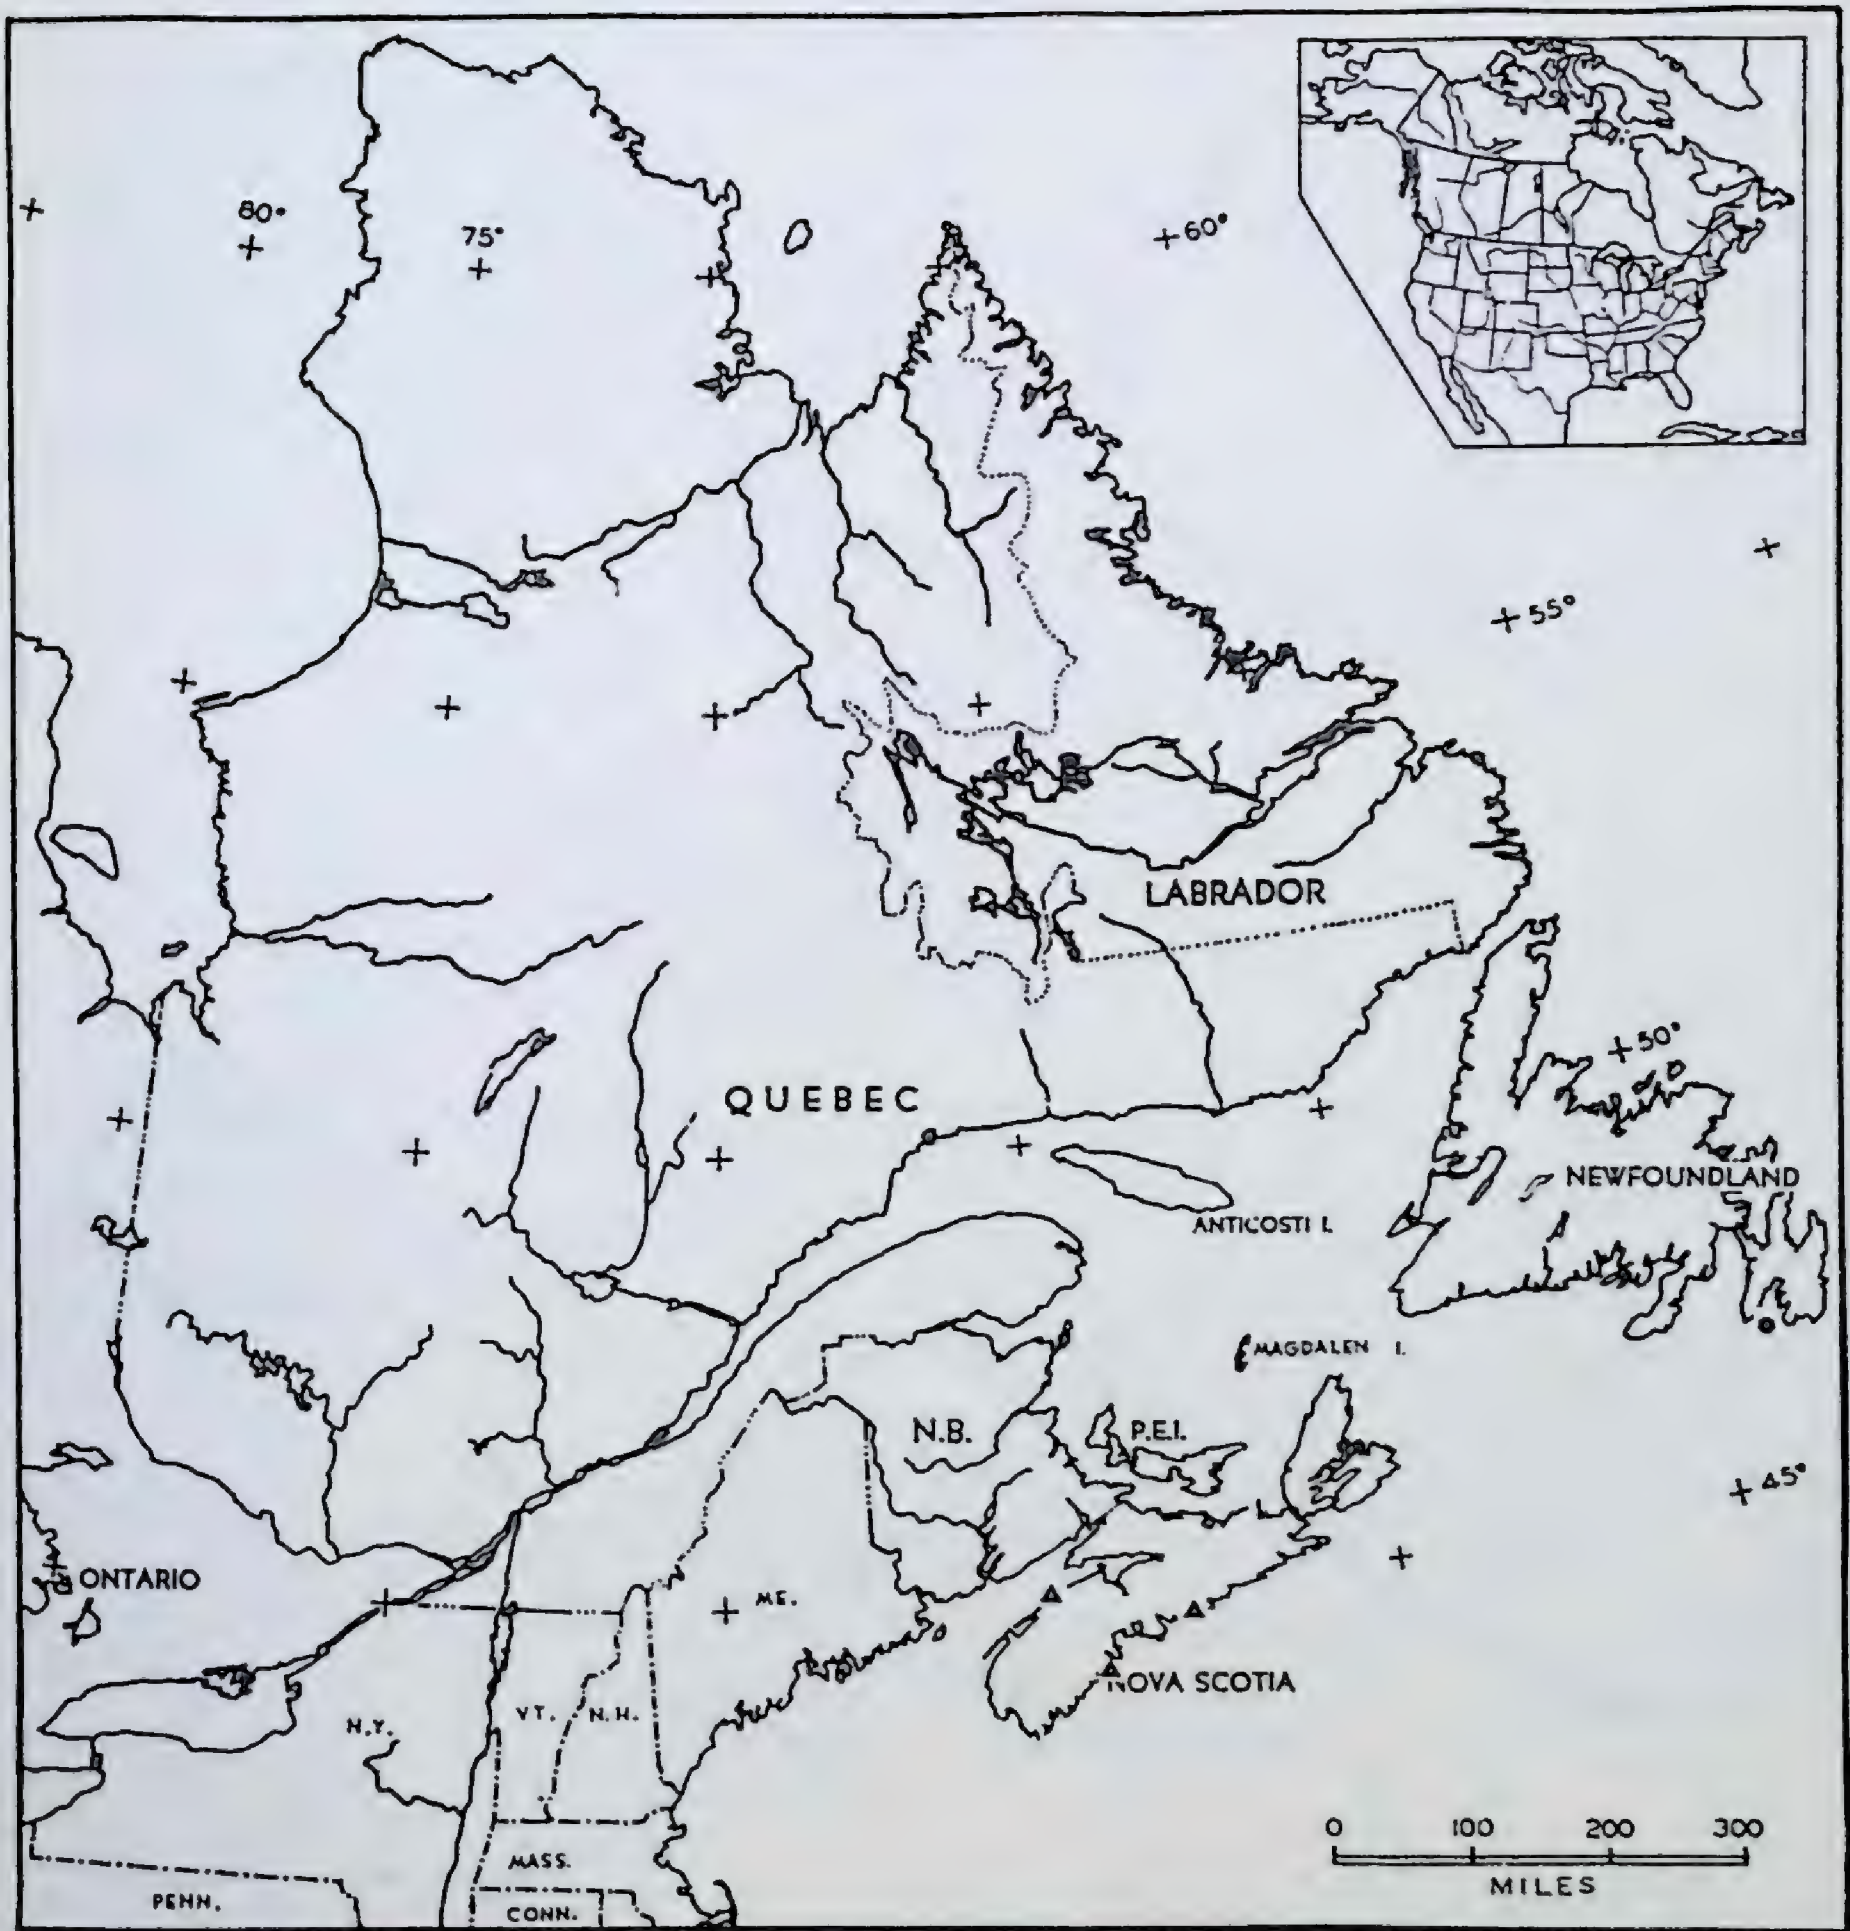 80°
75°
60°
55°
LABRADOR
50°
QUEBEC
NEWFOUNDLAND
ANTICOSTI I.
MAGDALEN I.
N.B.
P.E.I.
45°
ONTARIO
ME.
NOVA SCOTIA
N.Y.
VT.
N.H.
0 100 200 300
MILES
MASS.
PENN.
CONN.